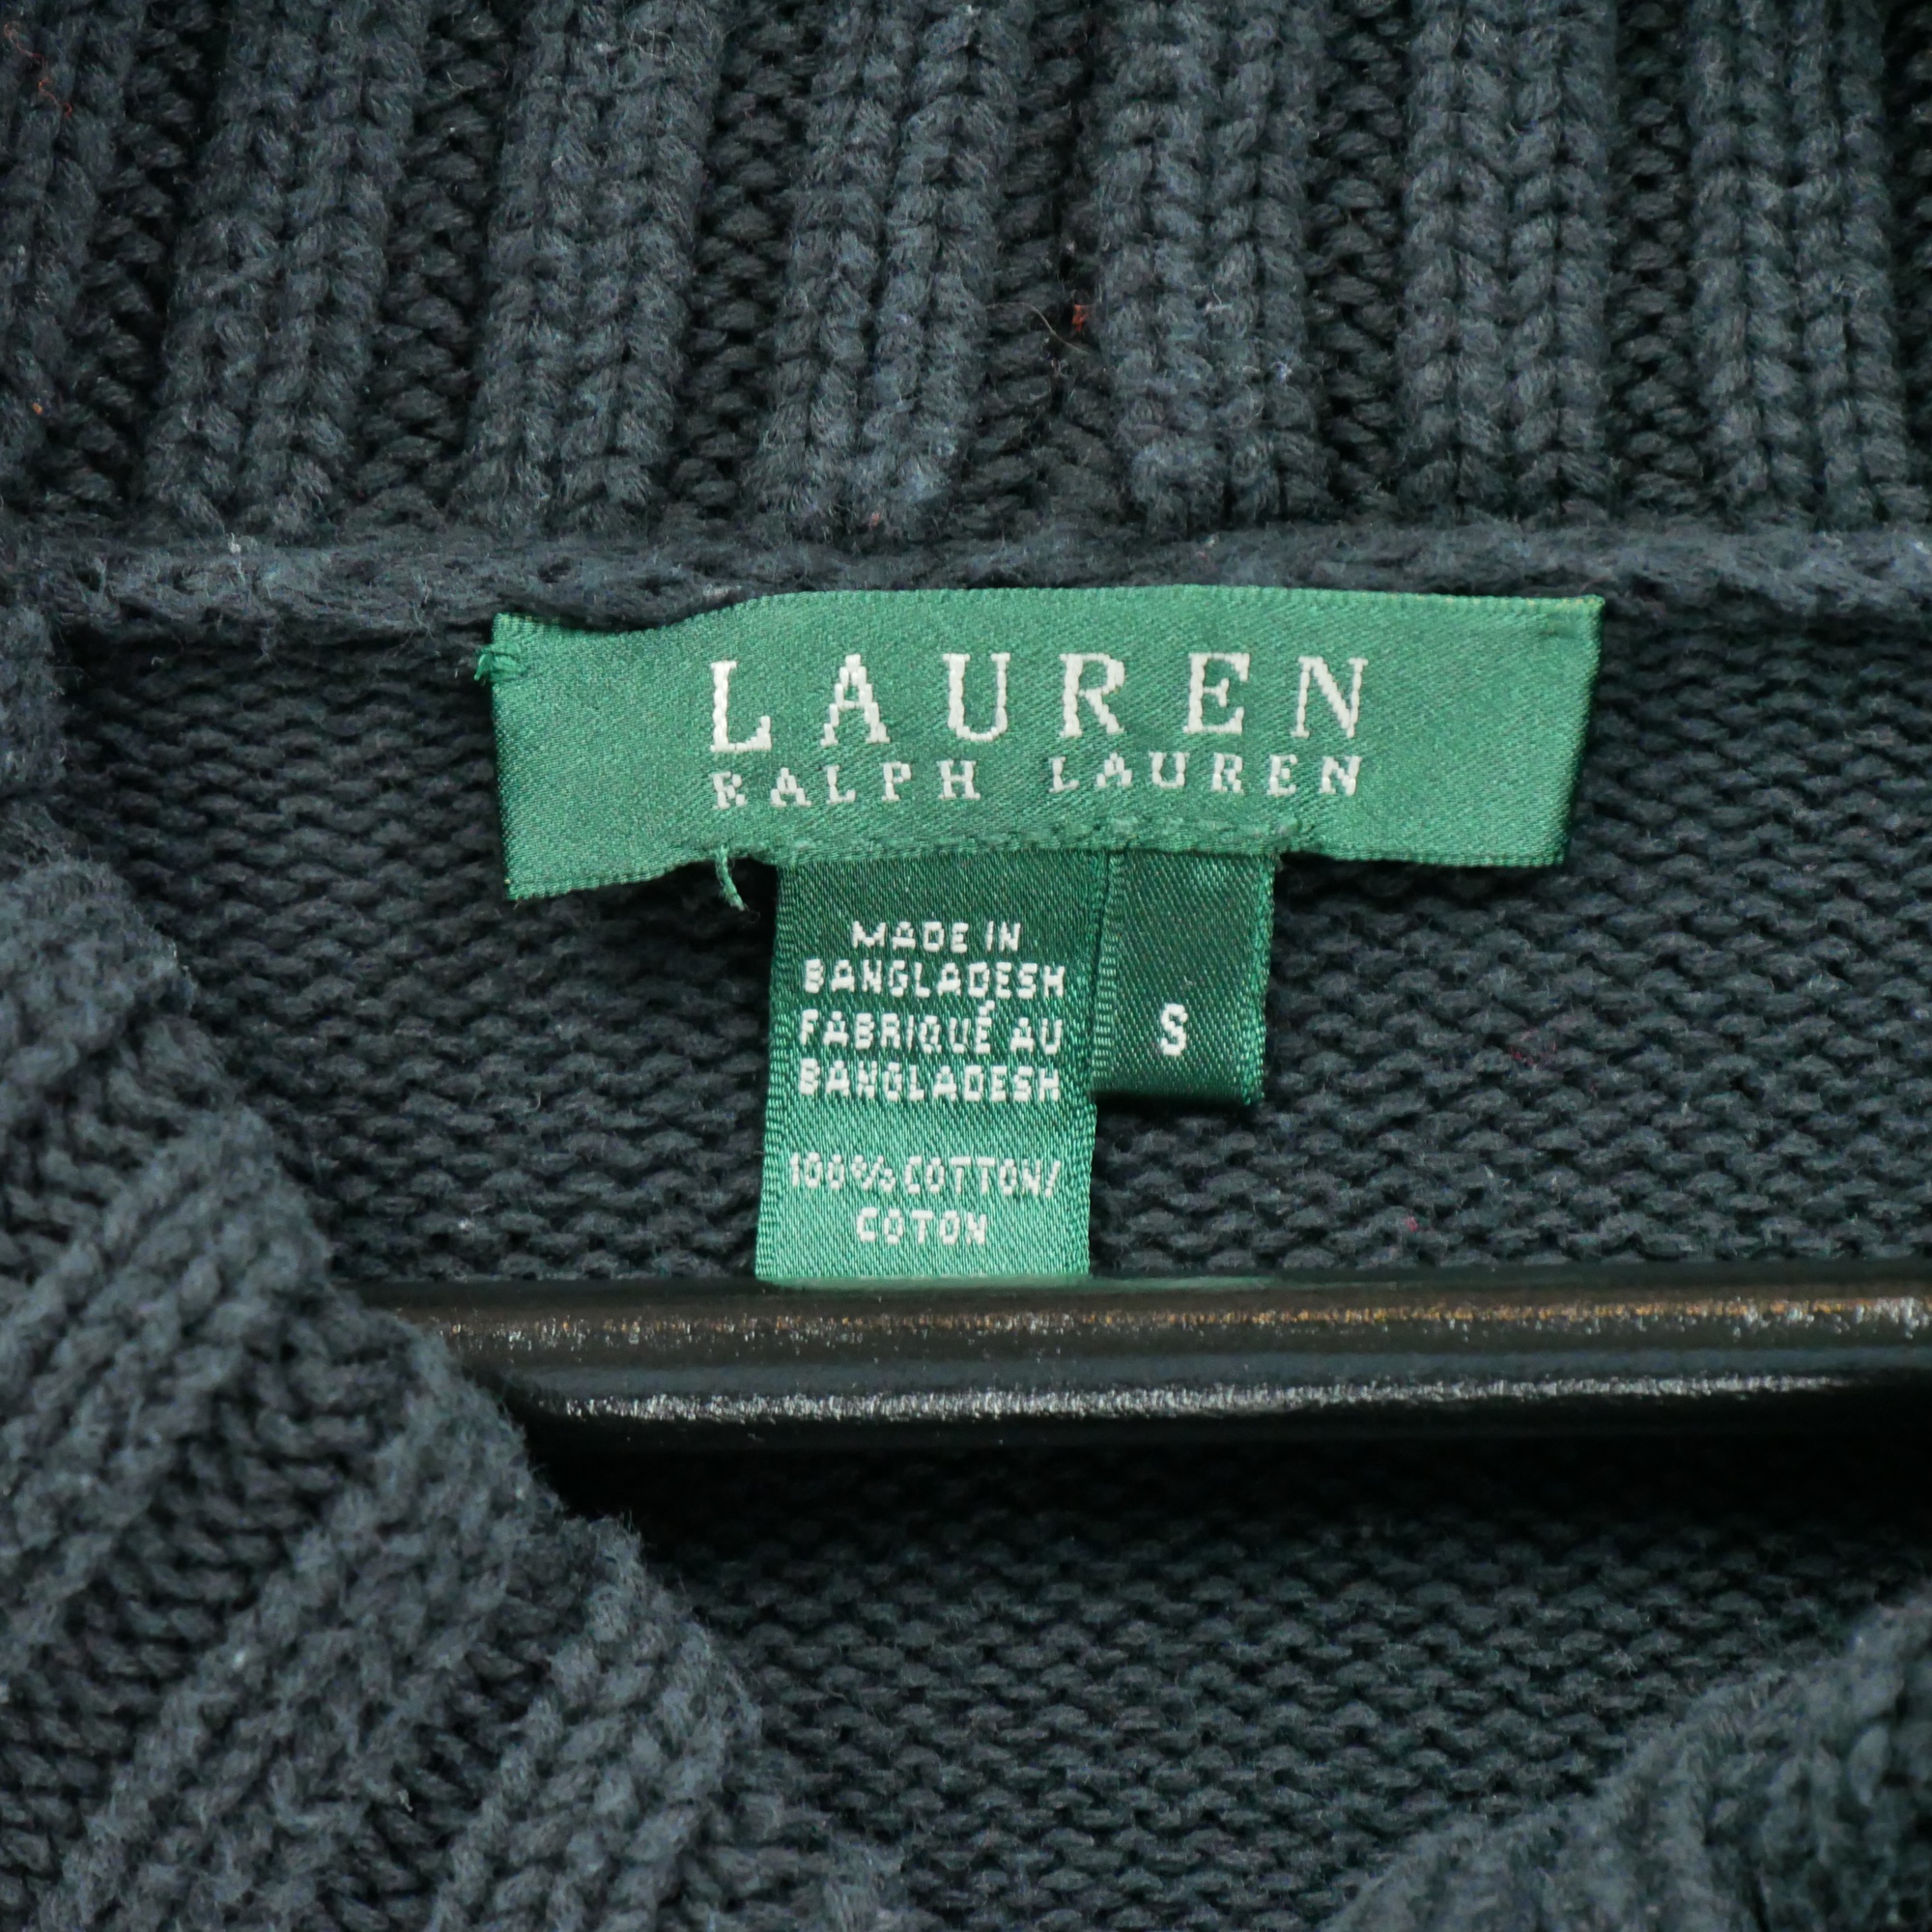 LAUREN
RALPH LAUREN
MADE IN
BANGLADESH
FABRIQUÉ AU
BANGLADESH
100% COTTON/
COTON
S